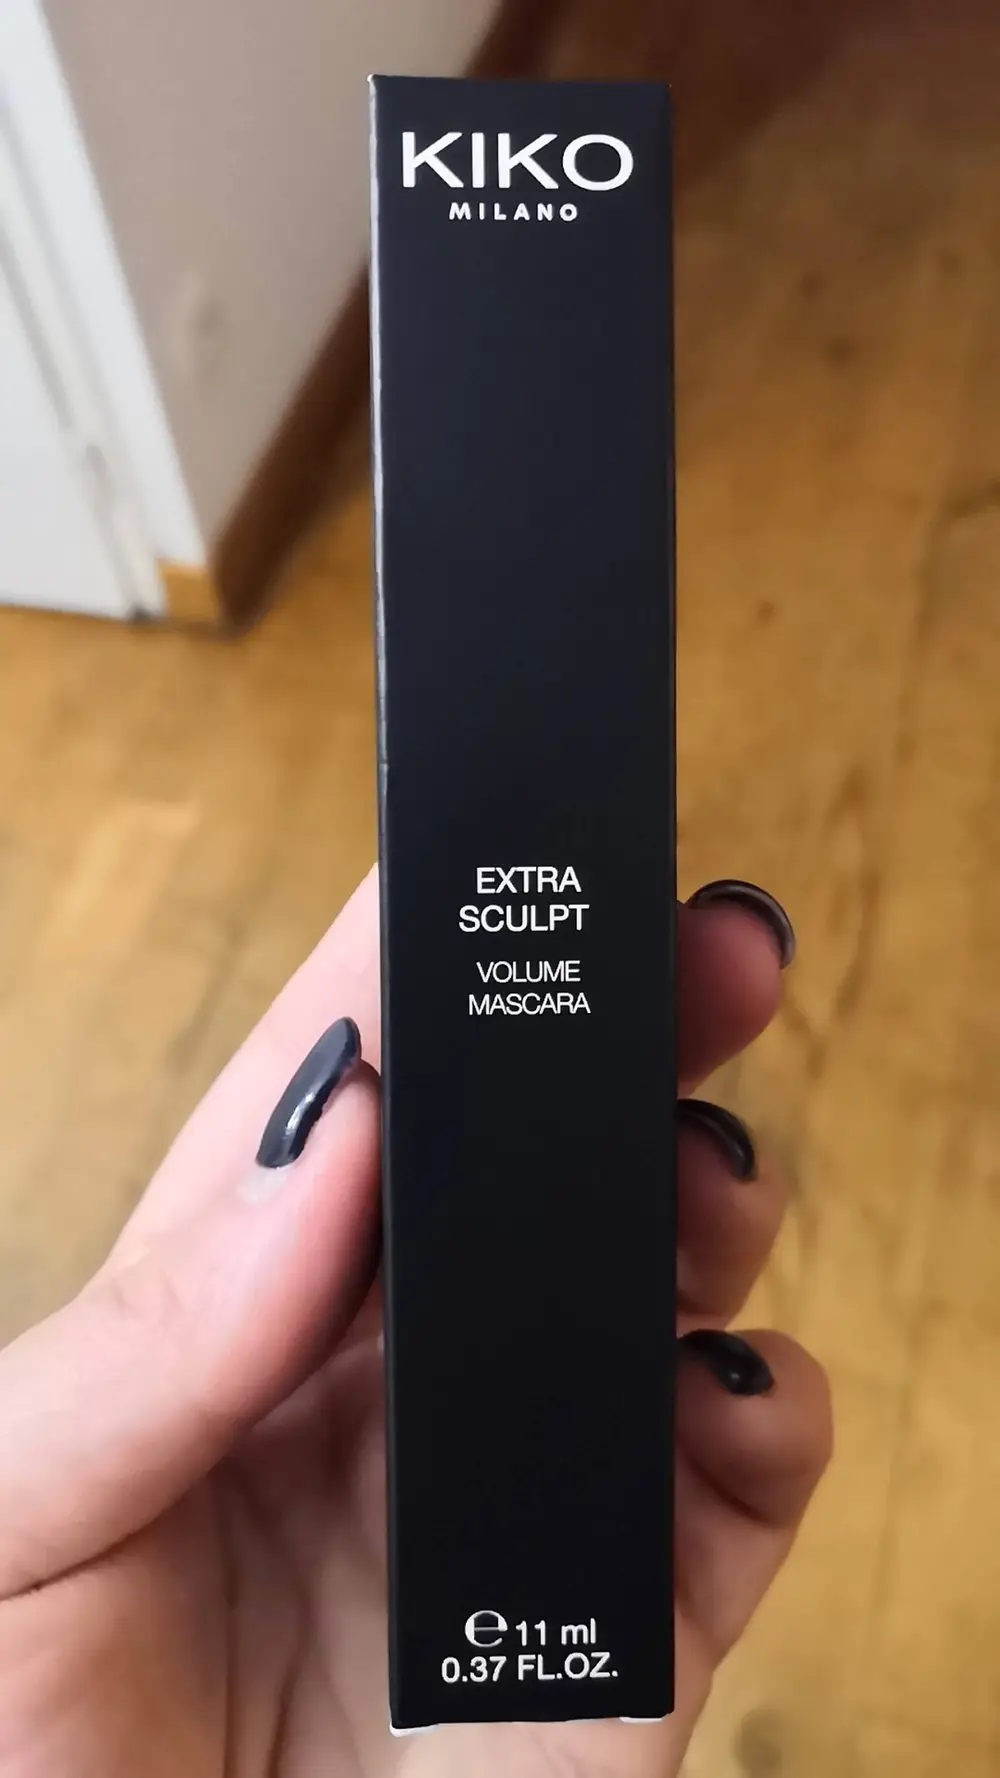 KIKO
MILANO
EXTRA
SCULPT
VOLUME
MASCARA
℮ 11 ml
0.37 FL.OZ.